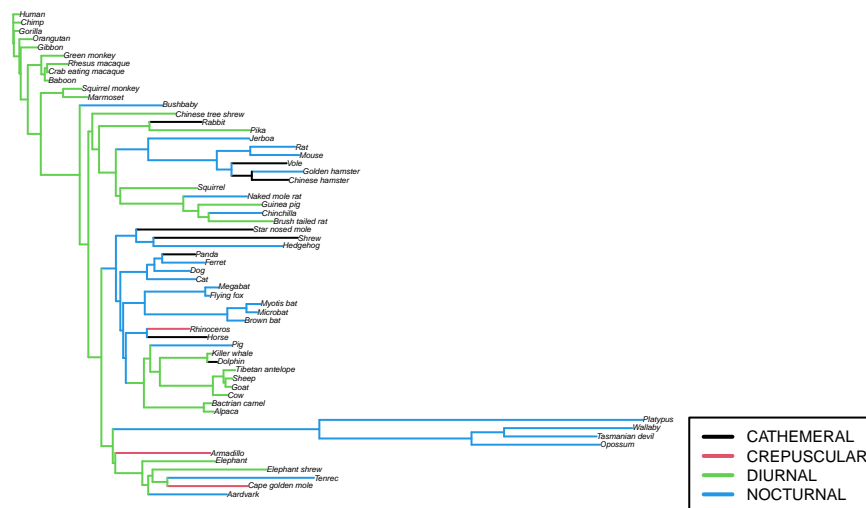 Human
Chimp
Gorilla
Orangutan
Gibbon
Green monkey
Rhesus macaque
Crab eating macaque
Baboon
Squirrel monkey
Marmoset
Bushbaby
Chinese tree shrew
Rabbit
Pika
Jerboa
Rat
Mouse
Vole
Golden hamster
Chinese hamster
Squirrel
Naked mole rat
Guinea pig
Chinchilla
Brush tailed rat
Star nosed mole
Shrew
Hedgehog
Panda
Ferret
Dog
Cat
Megabat
Flying fox
Myotis bat
Microbat
Brown bat
Rhinoceros
Horse
Pig
Killer whale
Dolphin
Tibetan antelope
Sheep
Goat
Cow
Bactrian camel
Alpaca
Platypus
Wallaby
Tasmanian devil
Opossum
Armadillo
Elephant
Elephant shrew
Tenrec
Cape golden mole
Aardvark
CATHEMERAL
CREPUSCULAR
DIURNAL
NOCTURNAL